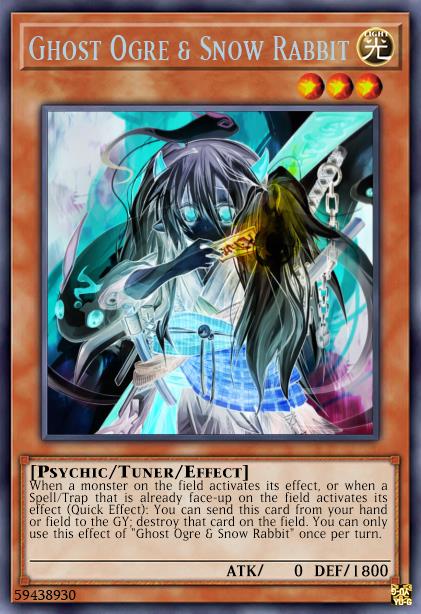 GHOST OGRE & SNOW RABBIT
LIGHT
光
[PSYCHIC/TUNER/EFFECT]
When a monster on the field activates its effect, or when a
Spell/Trap that is already face-up on the field activates its
effect (Quick Effect): You can send this card from your hand
or field to the GY; destroy that card on the field. You can only
use this effect of "Ghost Ogre & Snow Rabbit" once per turn.
ATK/ 0 DEF/1800
59438930